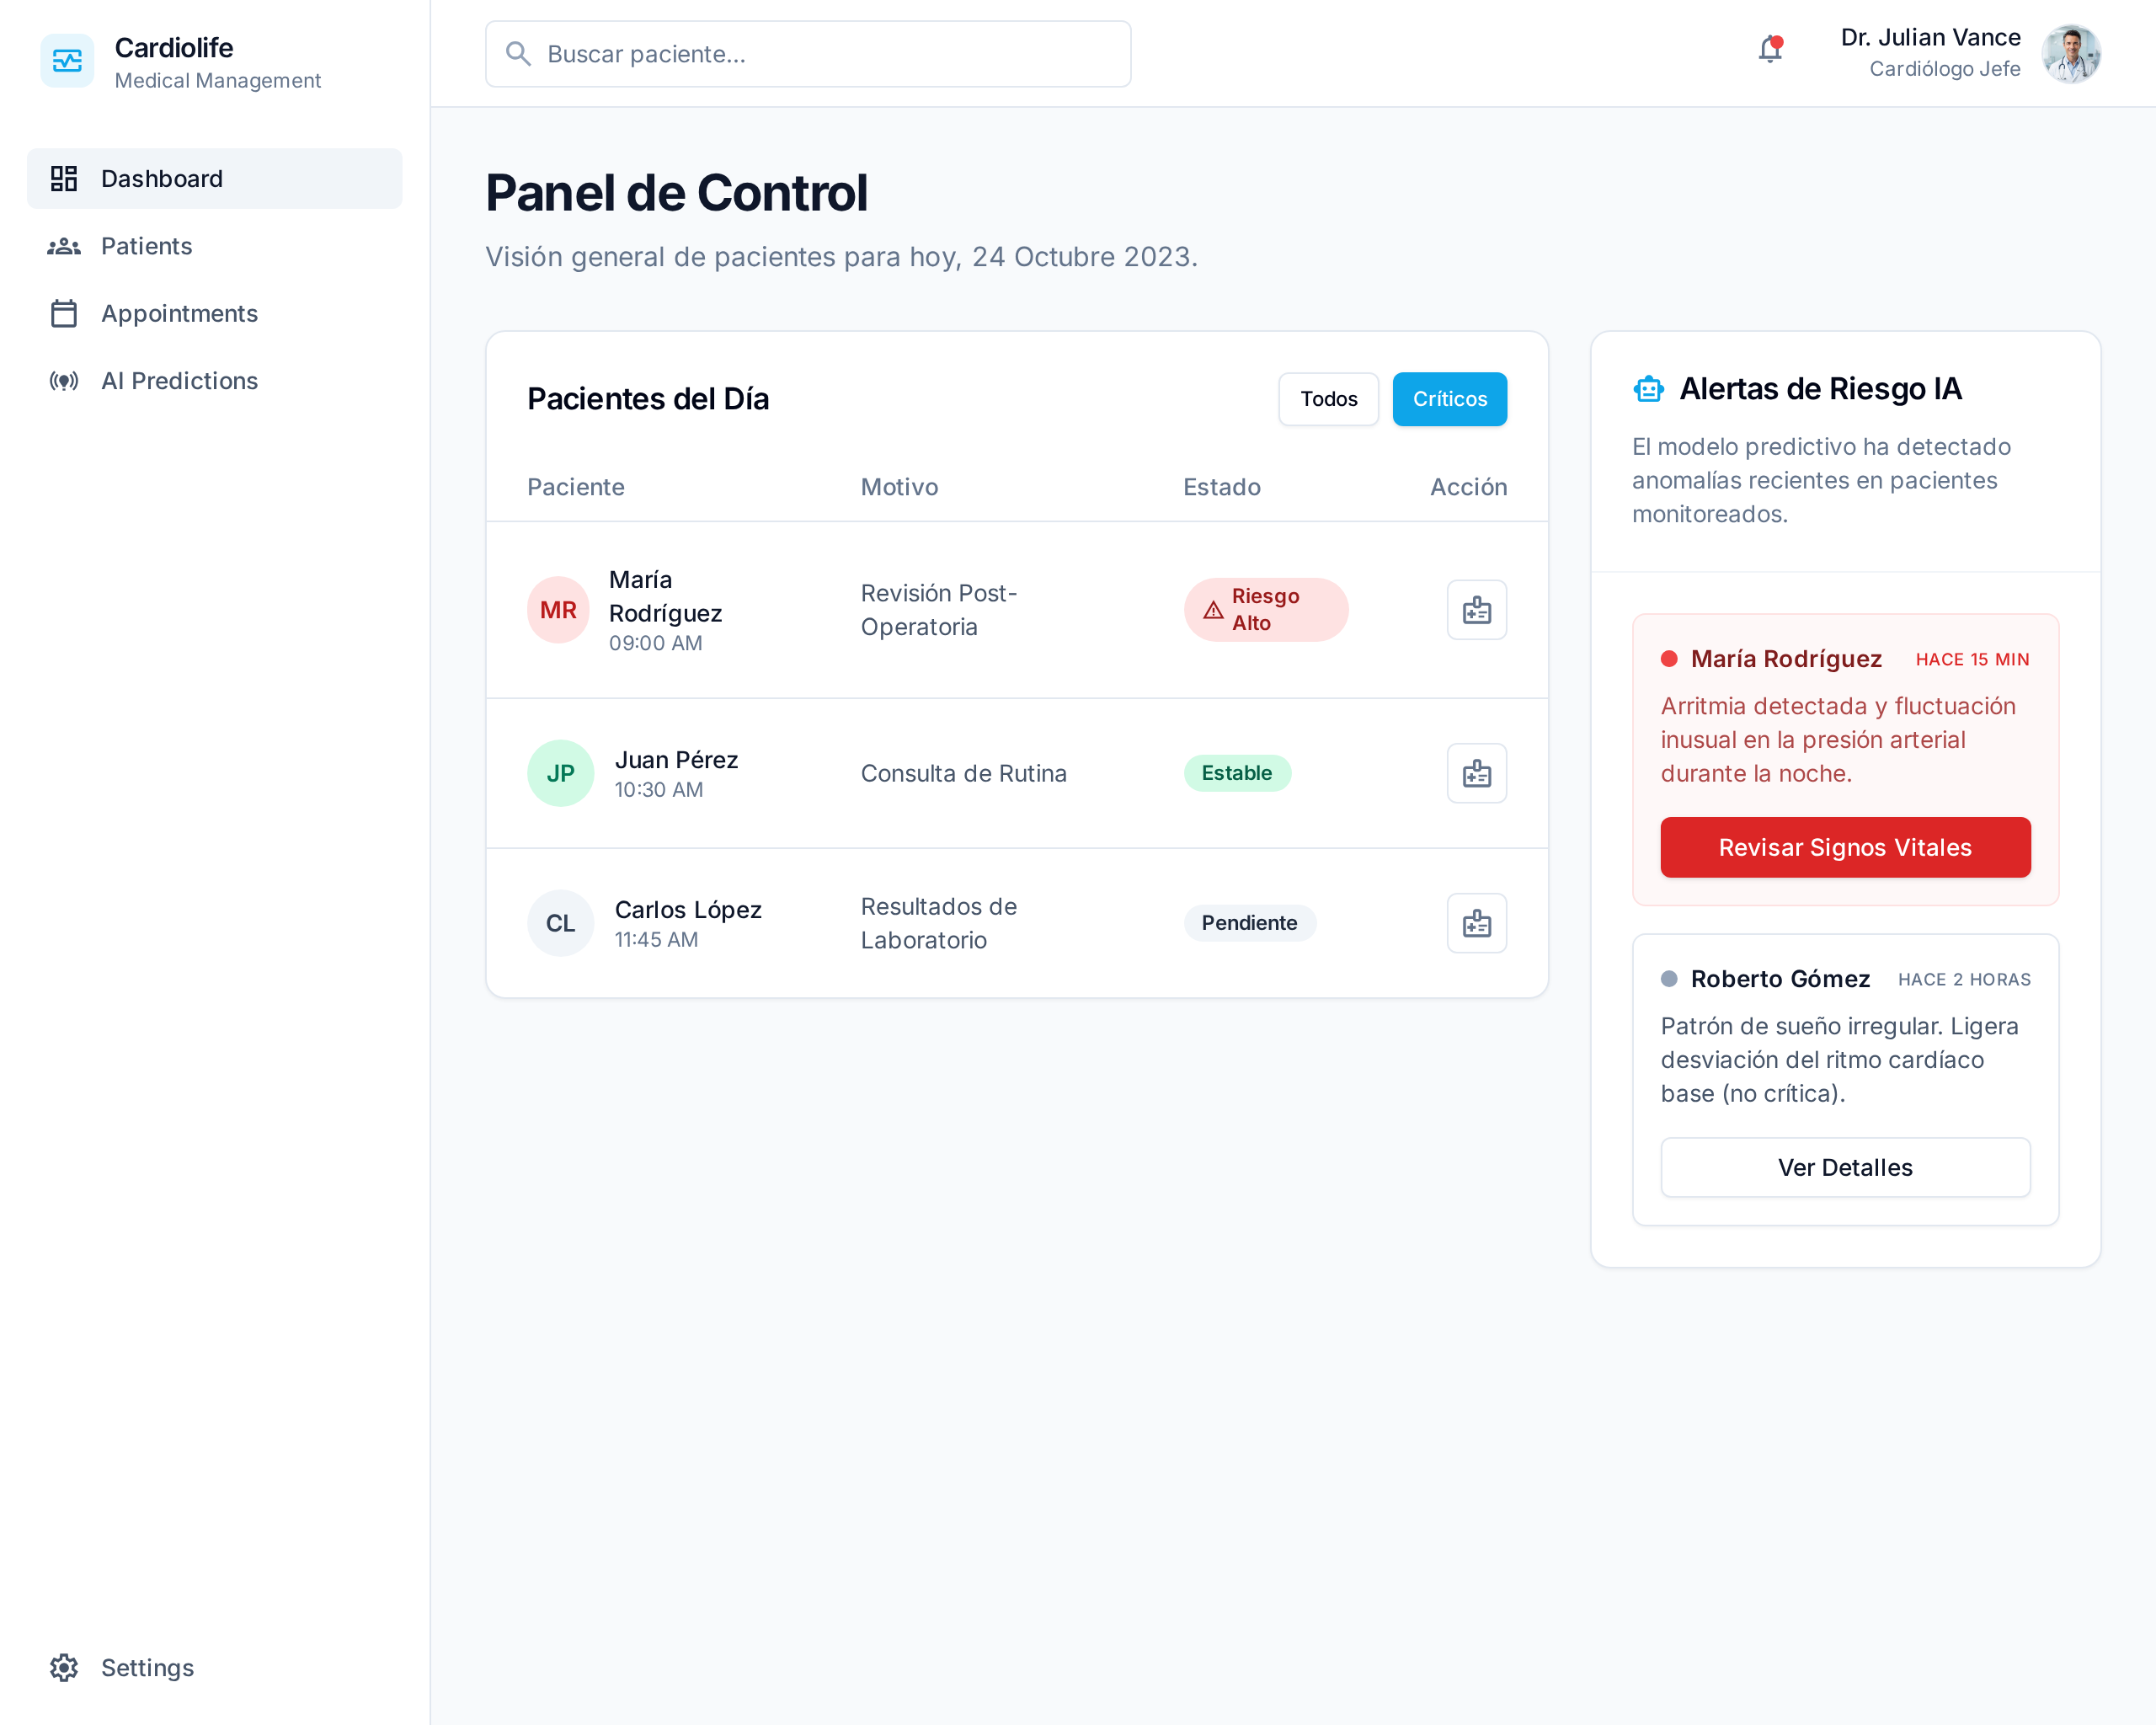 Cardiolife
Medical Management
Dashboard
Patients
Appointments
AI Predictions
Settings
Buscar paciente...
Dr. Julian Vance
Cardiólogo Jefe
Panel de Control
Visión general de pacientes para hoy, 24 Octubre 2023.
Pacientes del Día
Todos
Críticos
Paciente
Motivo
Estado
Acción
MR
María
Rodríguez
09:00 AM
Revisión Post-
Operatoria
Riesgo
Alto
JP
Juan Pérez
10:30 AM
Consulta de Rutina
Estable
CL
Carlos López
11:45 AM
Resultados de
Laboratorio
Pendiente
Alertas de Riesgo IA
El modelo predictivo ha detectado
anomalías recientes en pacientes
monitoreados.
María Rodríguez
HACE 15 MIN
Arritmia detectada y fluctuación
inusual en la presión arterial
durante la noche.
Revisar Signos Vitales
Roberto Gómez
HACE 2 HORAS
Patrón de sueño irregular. Ligera
desviación del ritmo cardíaco
base (no crítica).
Ver Detalles